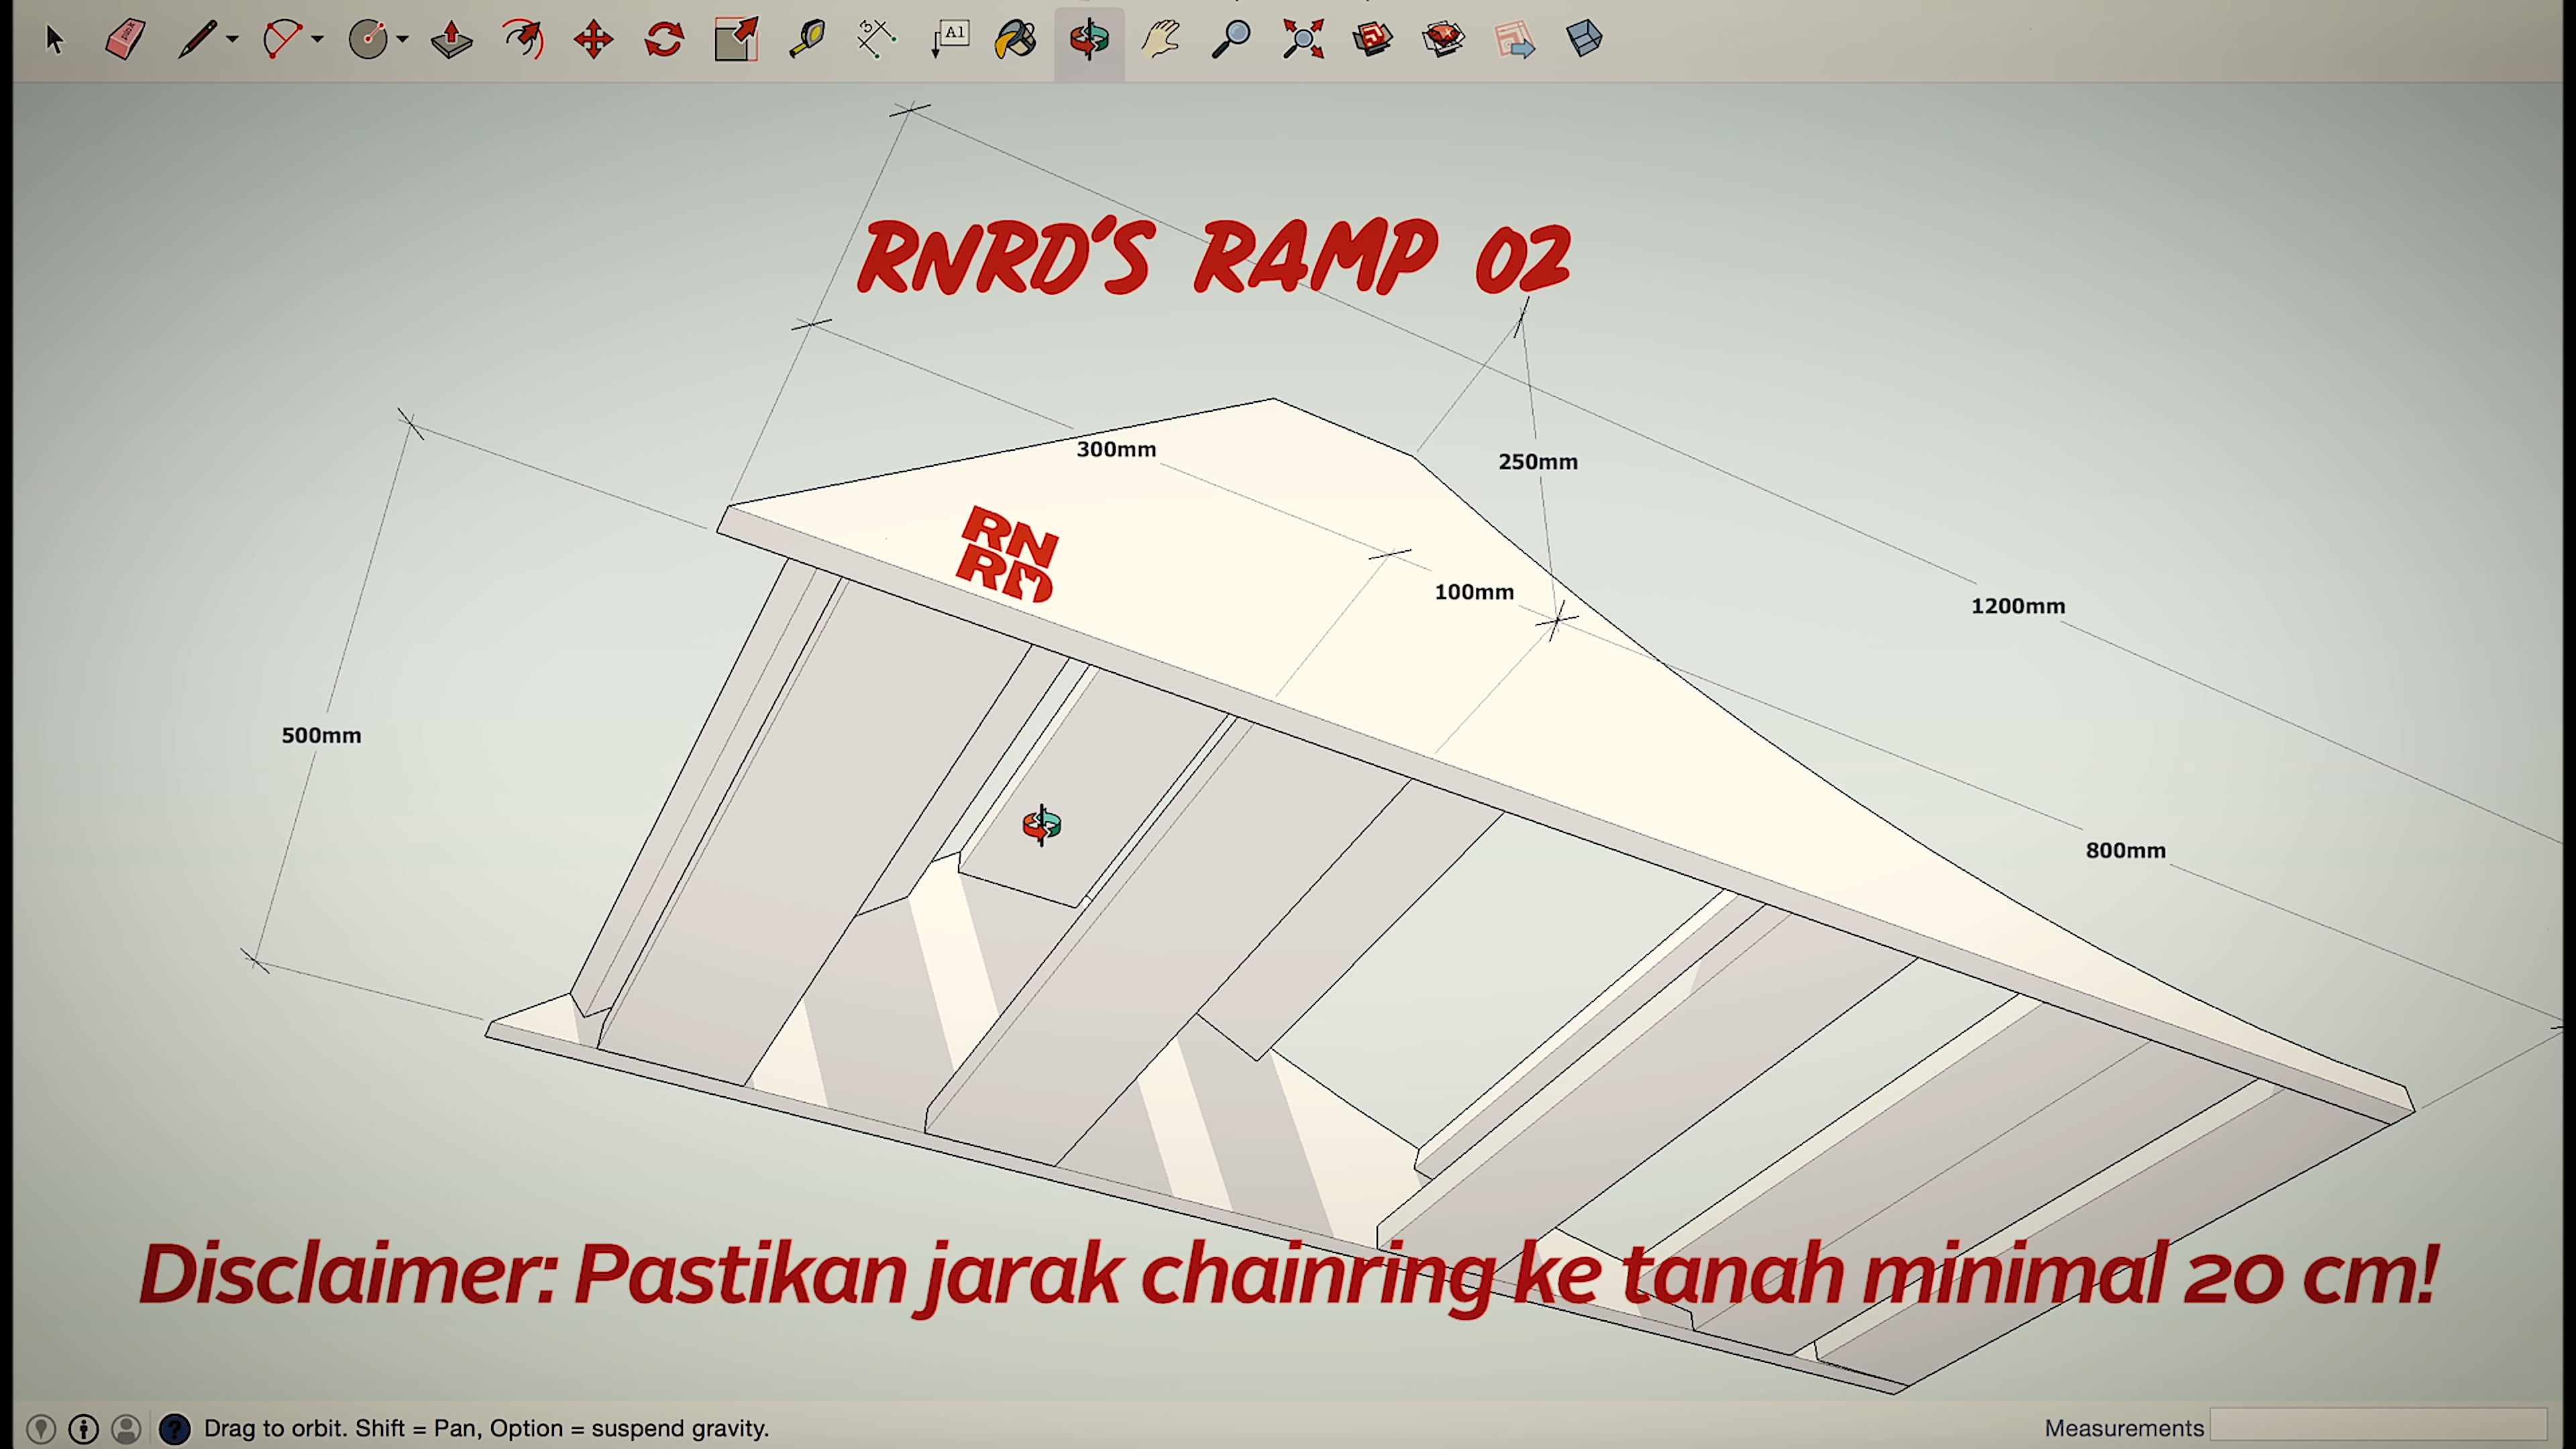 A1
RNRD'S RAMP 02
300mm
250mm
RN
RD
100mm
1200mm
500mm
800mm
Disclaimer: Pastikan jarak chainring ke tanah minimal 20 cm!
Drag to orbit. Shift = Pan, Option = suspend gravity.
Measurements